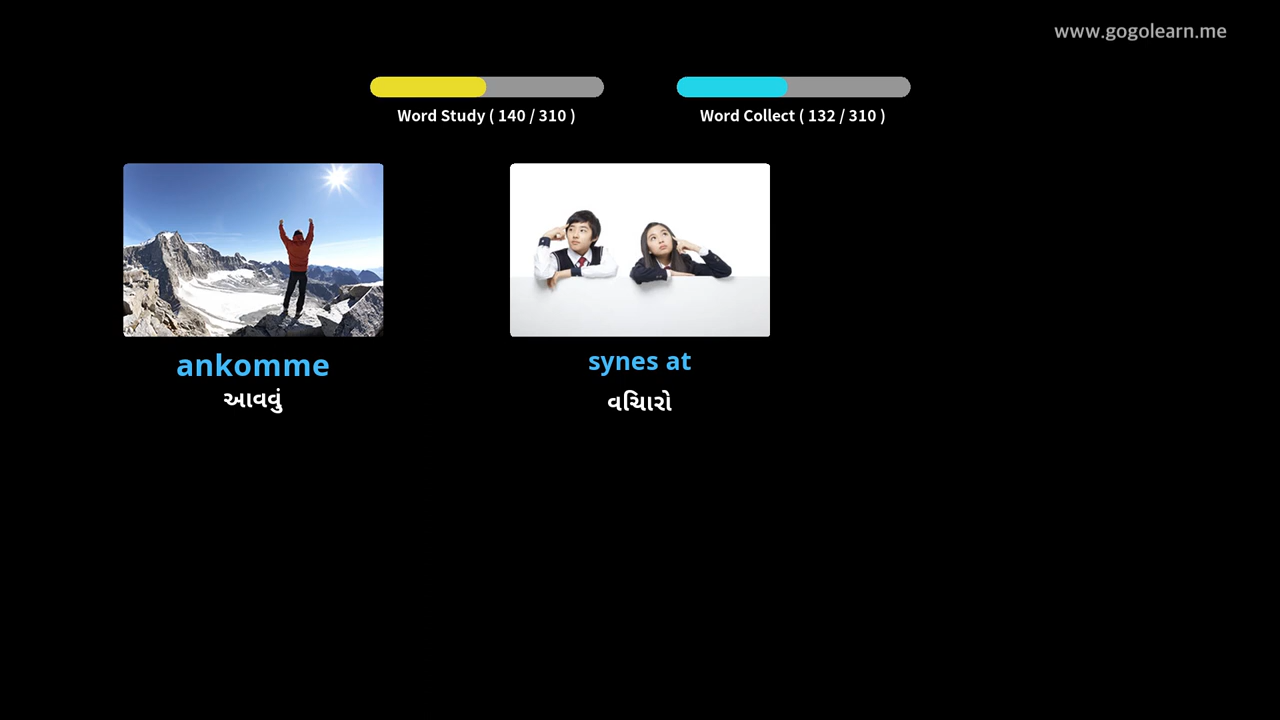 www.gogolearn.me
Word Study ( 140 / 310 )
Word Collect ( 132 / 310 )
ankomme
આવવું
synes at
વિચારો